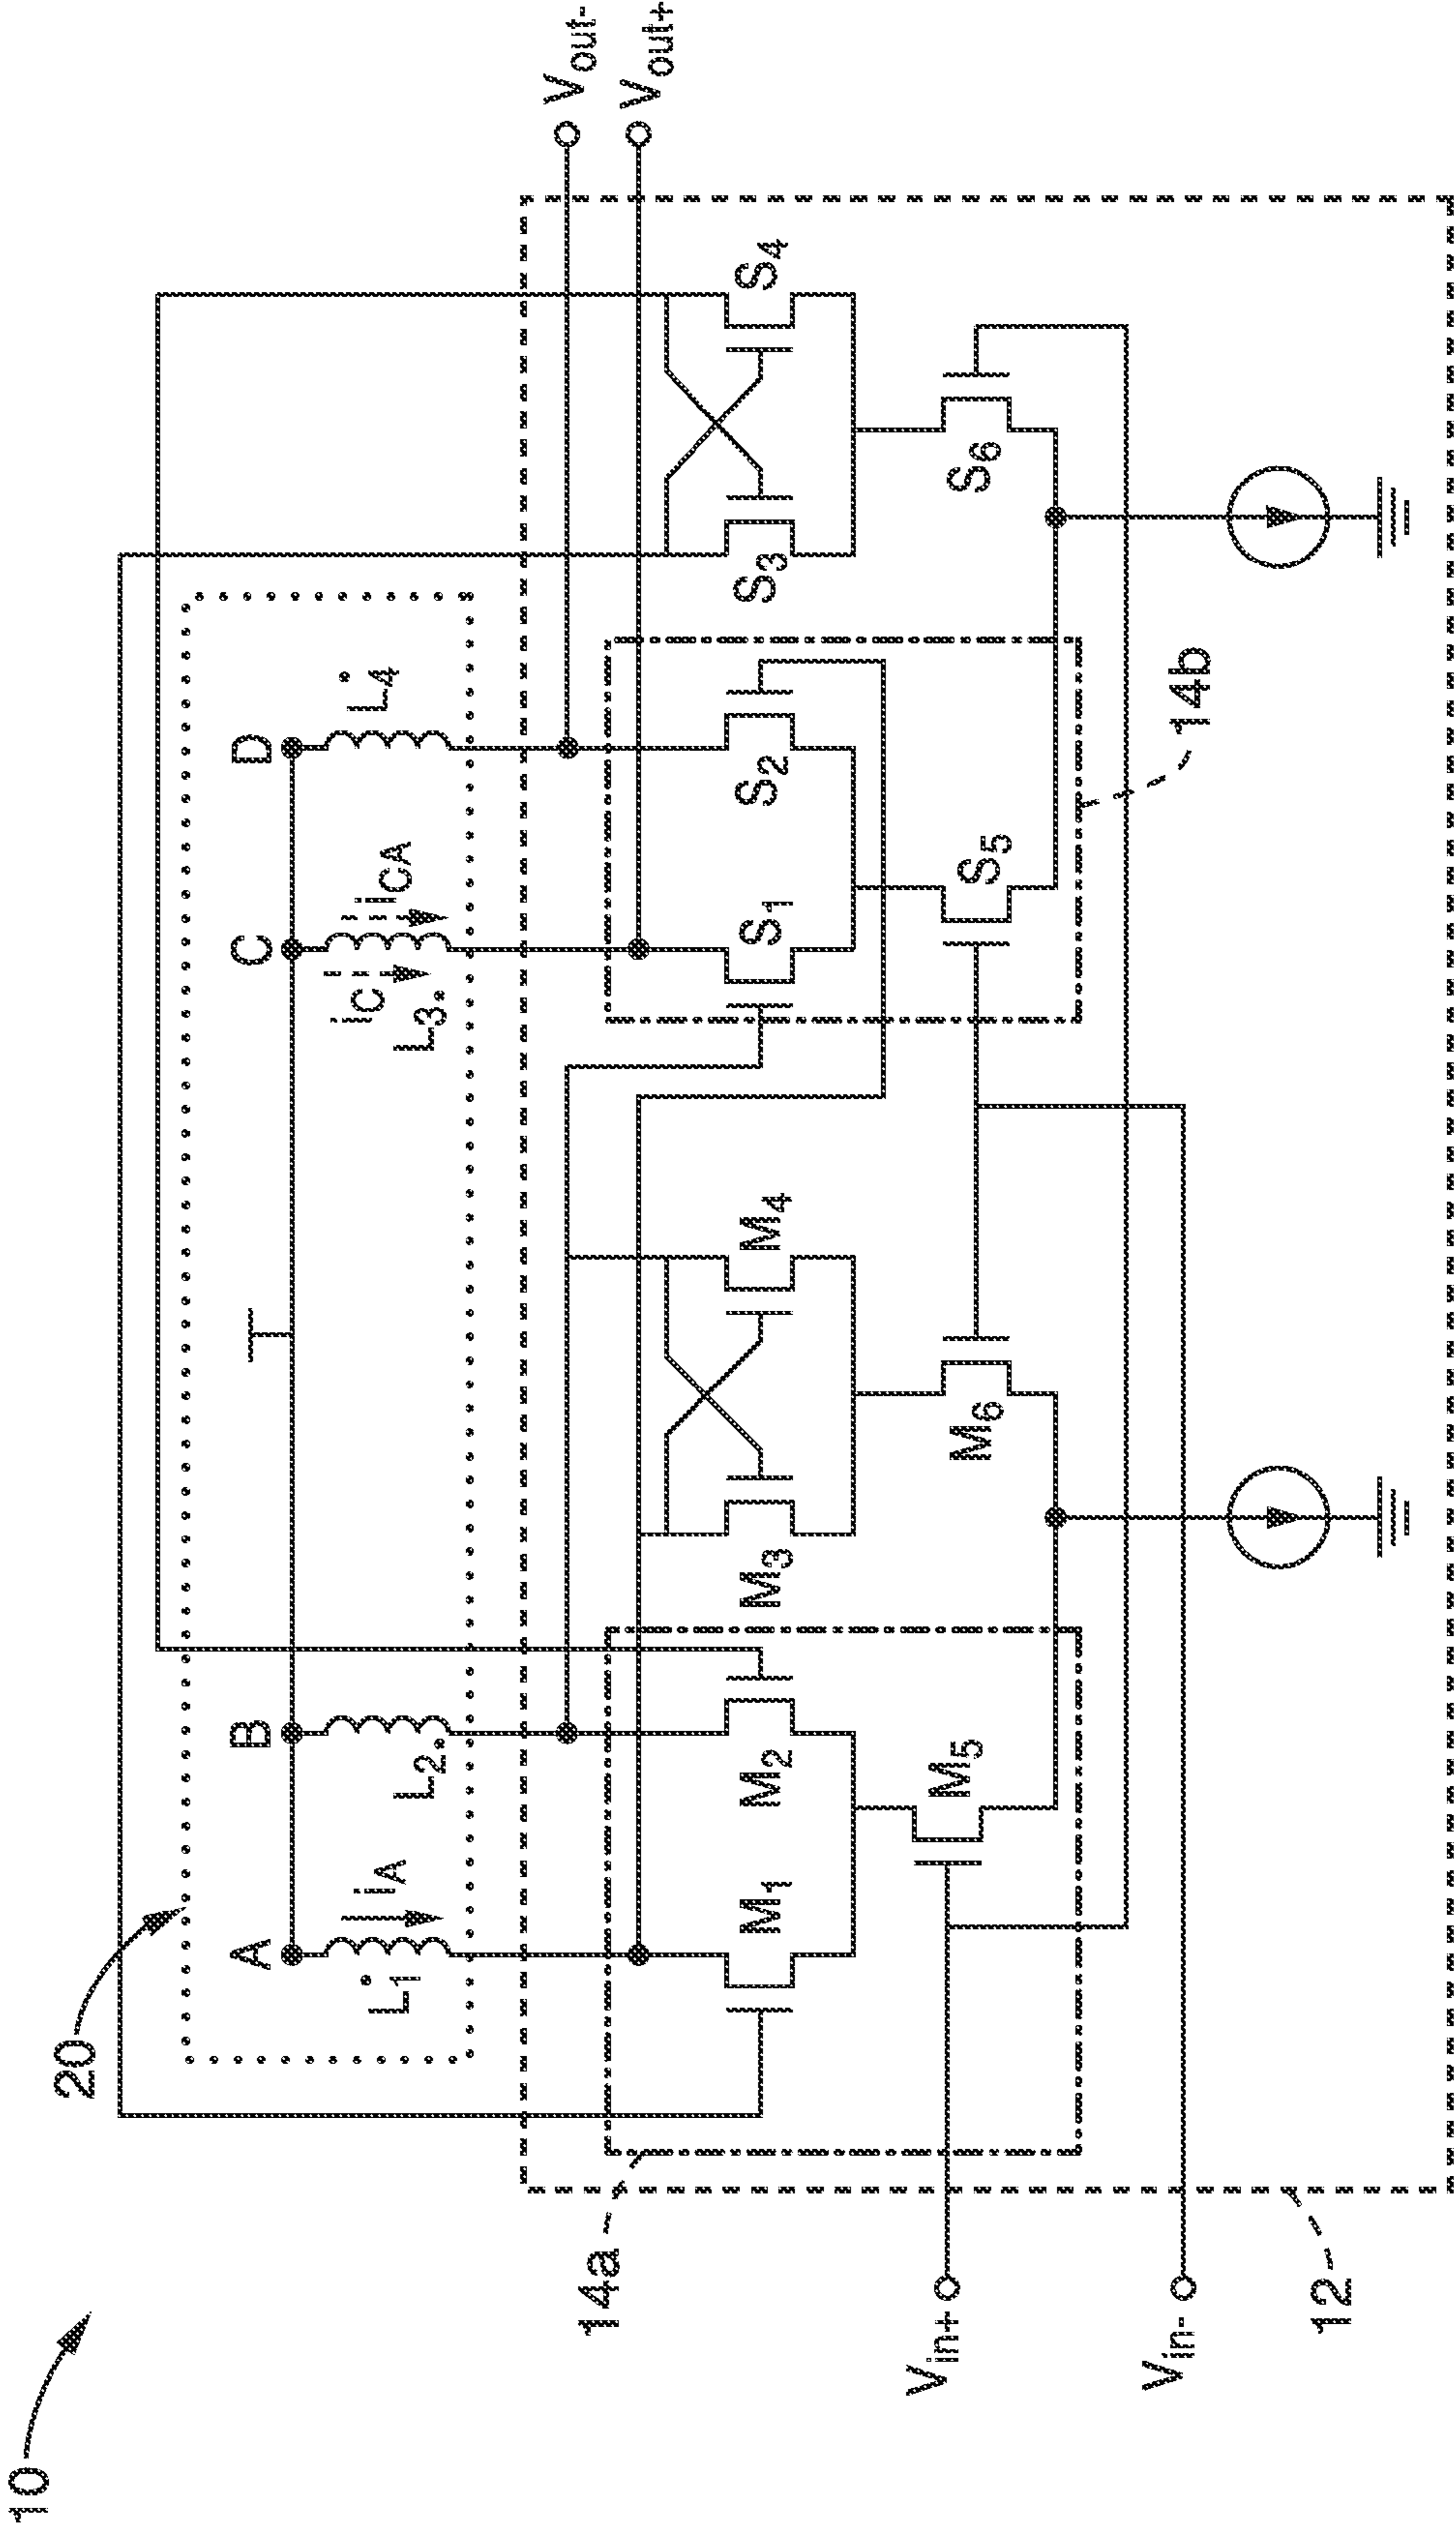 10
20
A
B
C
D
L1
iA
L2
iC
iCA
L3
L4
Vout-
Vout+
14a
M1
M2
M3
M4
S1
S2
S3
S4
Vin+
M5
M6
S5
S6
Vin-
14b
12